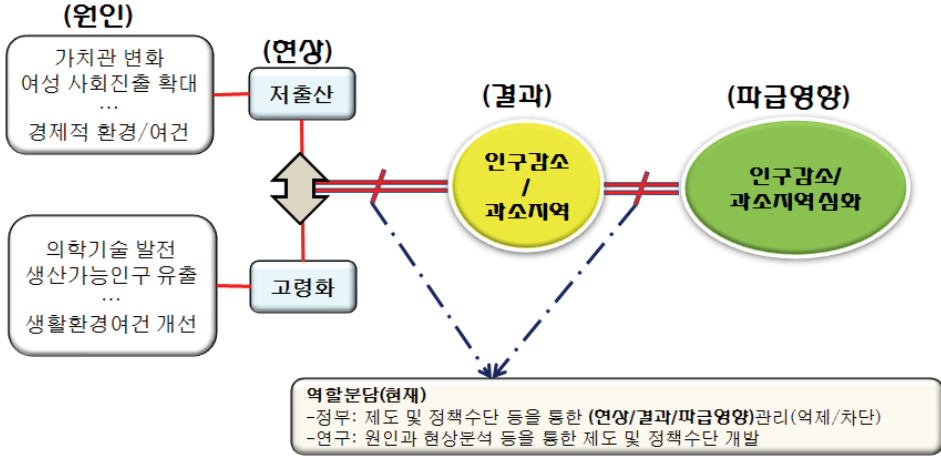 (원인)
가치관 변화
여성 사회진출 확대
…
경제적 환경/여건
(현상)
저출산
(결과)
인구감소
/
과소지역
(파급영향)
인구감소/
과소지역 심화
의학기술 발전
생산가능인구 유출
…
생활환경여건 개선
고령화
역할분담(현재)
-정부: 제도 및 정책수단 등을 통한 (현상/결과/파급영향)관리(억제/차단)
-연구: 원인과 현상분석 등을 통한 제도 및 정책수단 개발